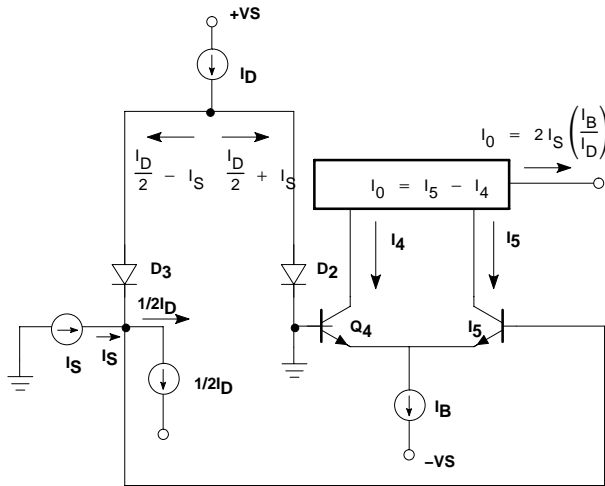 +VS
I_D
I_D/2 − I_S
I_D/2 + I_S
I_0 = 2 I_S (I_B/I_D)
I_0 = I_5 − I_4
I_4
I_5
D_3
D_2
1/2I_D
Q_4
I_5
I_S
I_S
1/2I_D
I_B
−VS